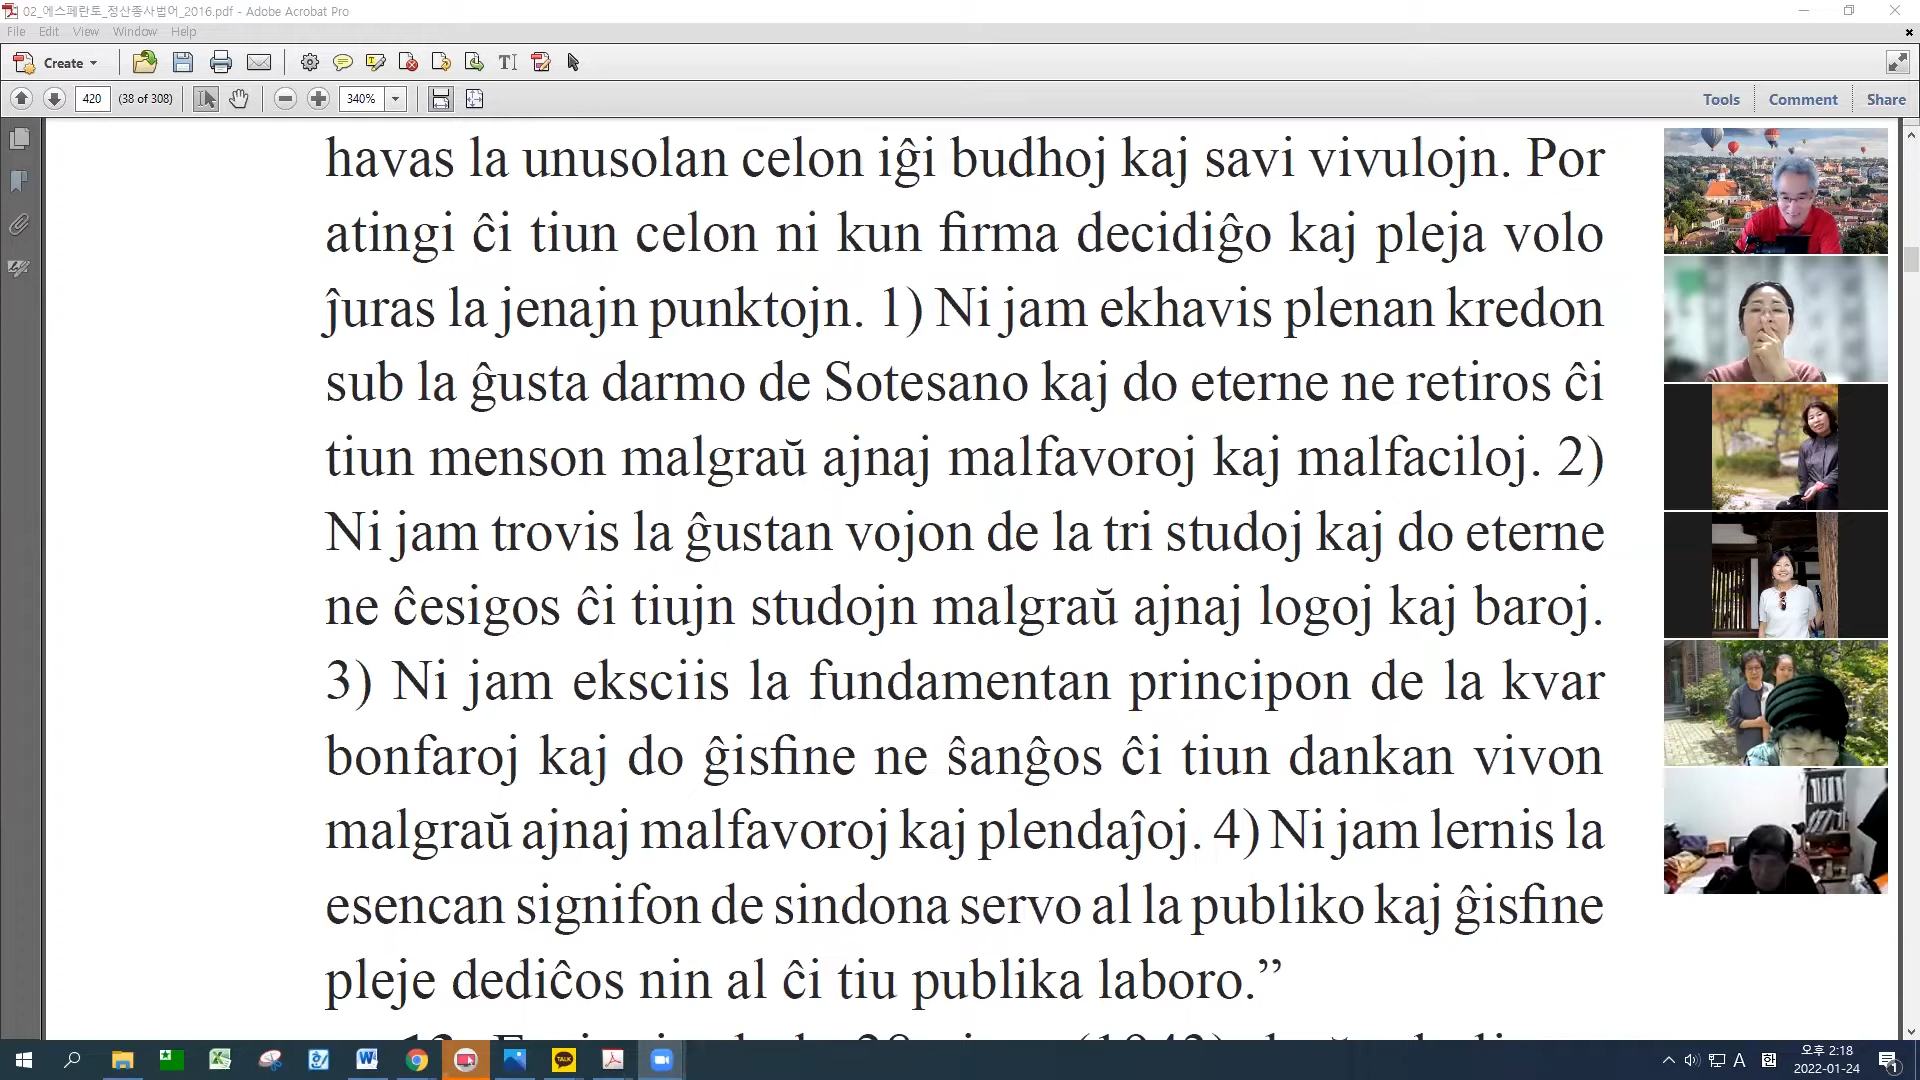 02_에스페란토_정산종사법어_2016.pdf - Adobe Acrobat Pro
File Edit View Window Help
Create
420 (38 of 308) 340% Tools Comment Share
havas la unusolan celon iĝi budhoj kaj savi vivulojn. Por
atingi ĉi tiun celon ni kun firma decidiĝo kaj pleja volo
ĵuras la jenajn punktojn. 1) Ni jam ekhavis plenan kredon
sub la ĝusta darmo de Sotesano kaj do eterne ne retiros ĉi
tiun menson malgraŭ ajnaj malfavoroj kaj malfaciloj. 2)
Ni jam trovis la ĝustan vojon de la tri studoj kaj do eterne
ne ĉesigos ĉi tiujn studojn malgraŭ ajnaj logoj kaj baroj.
3) Ni jam eksciis la fundamentan principon de la kvar
bonfaroj kaj do ĝisfine ne ŝanĝos ĉi tiun dankan vivon
malgraŭ ajnaj malfavoroj kaj plendaĵoj. 4) Ni jam lernis la
esencan signifon de sindona servo al la publiko kaj ĝisfine
pleje dediĉos nin al ĉi tiu publika laboro.”
TALK
A 한 오후 2:18
2022-01-24
1